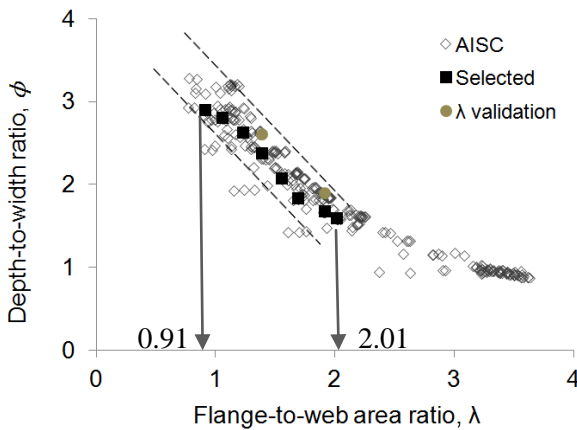 4
3
2
1
0
Depth-to-width ratio, ϕ
AISC
Selected
λ validation
0.91
2.01
0 1 2 3 4
Flange-to-web area ratio, λ